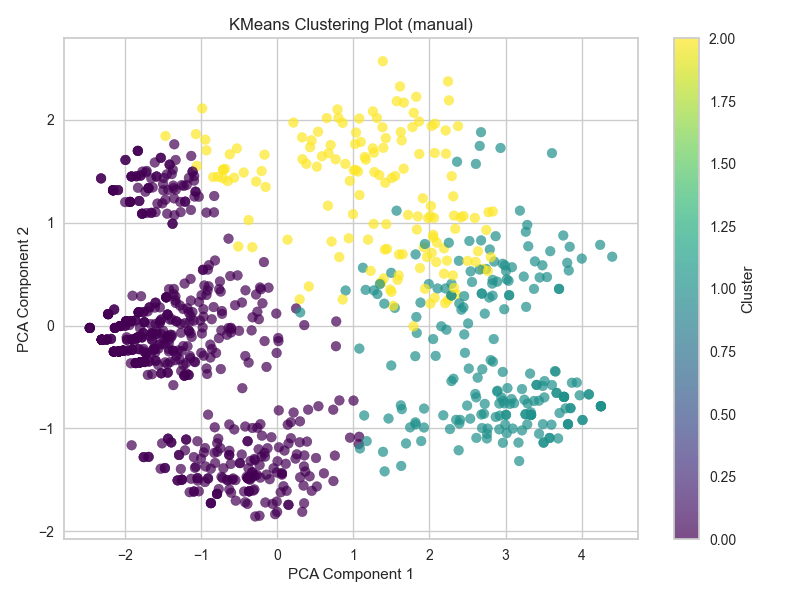 KMeans Clustering Plot (manual)
2
1
0
−1
−2
PCA Component 2
−2 −1 0 1 2 3 4
PCA Component 1
2.00
1.75
1.50
1.25
1.00
0.75
0.50
0.25
0.00
Cluster